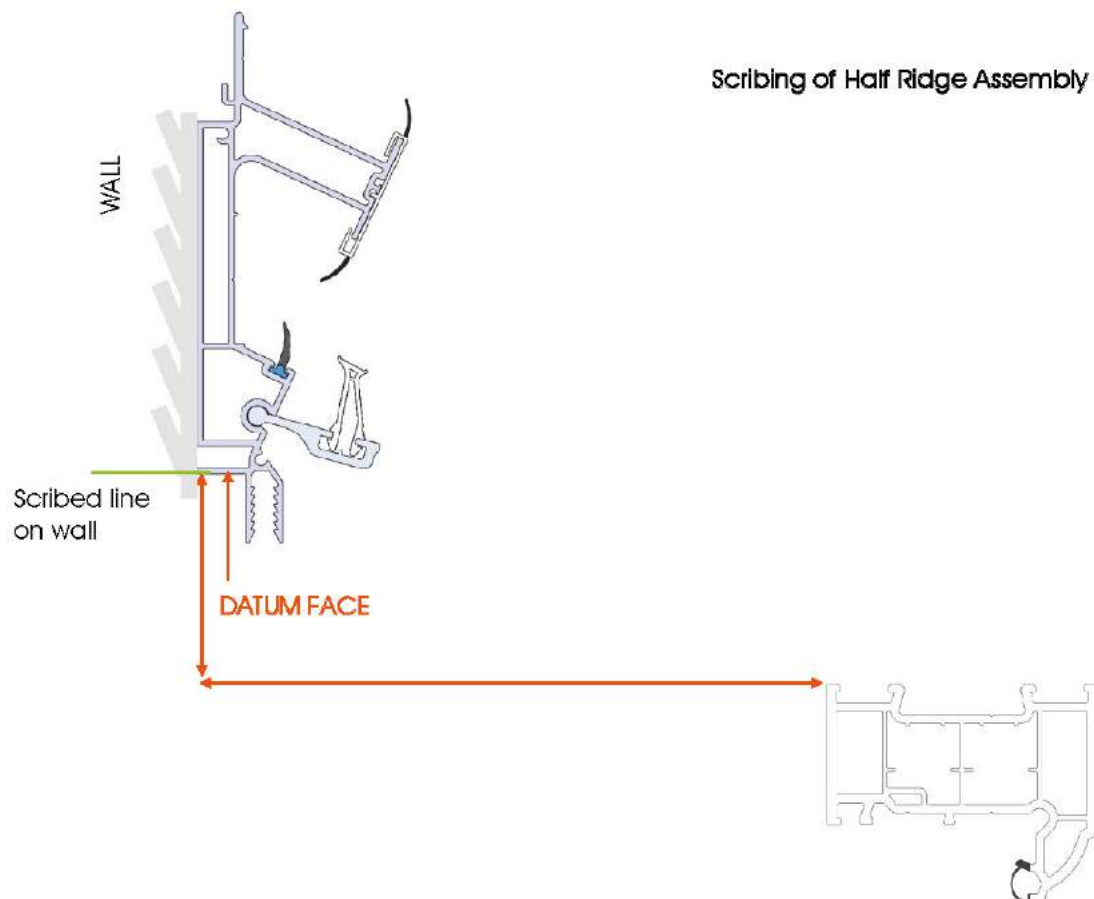 Scribing of Half Ridge Assembly
WALL
Scribed line
on wall
DATUM FACE